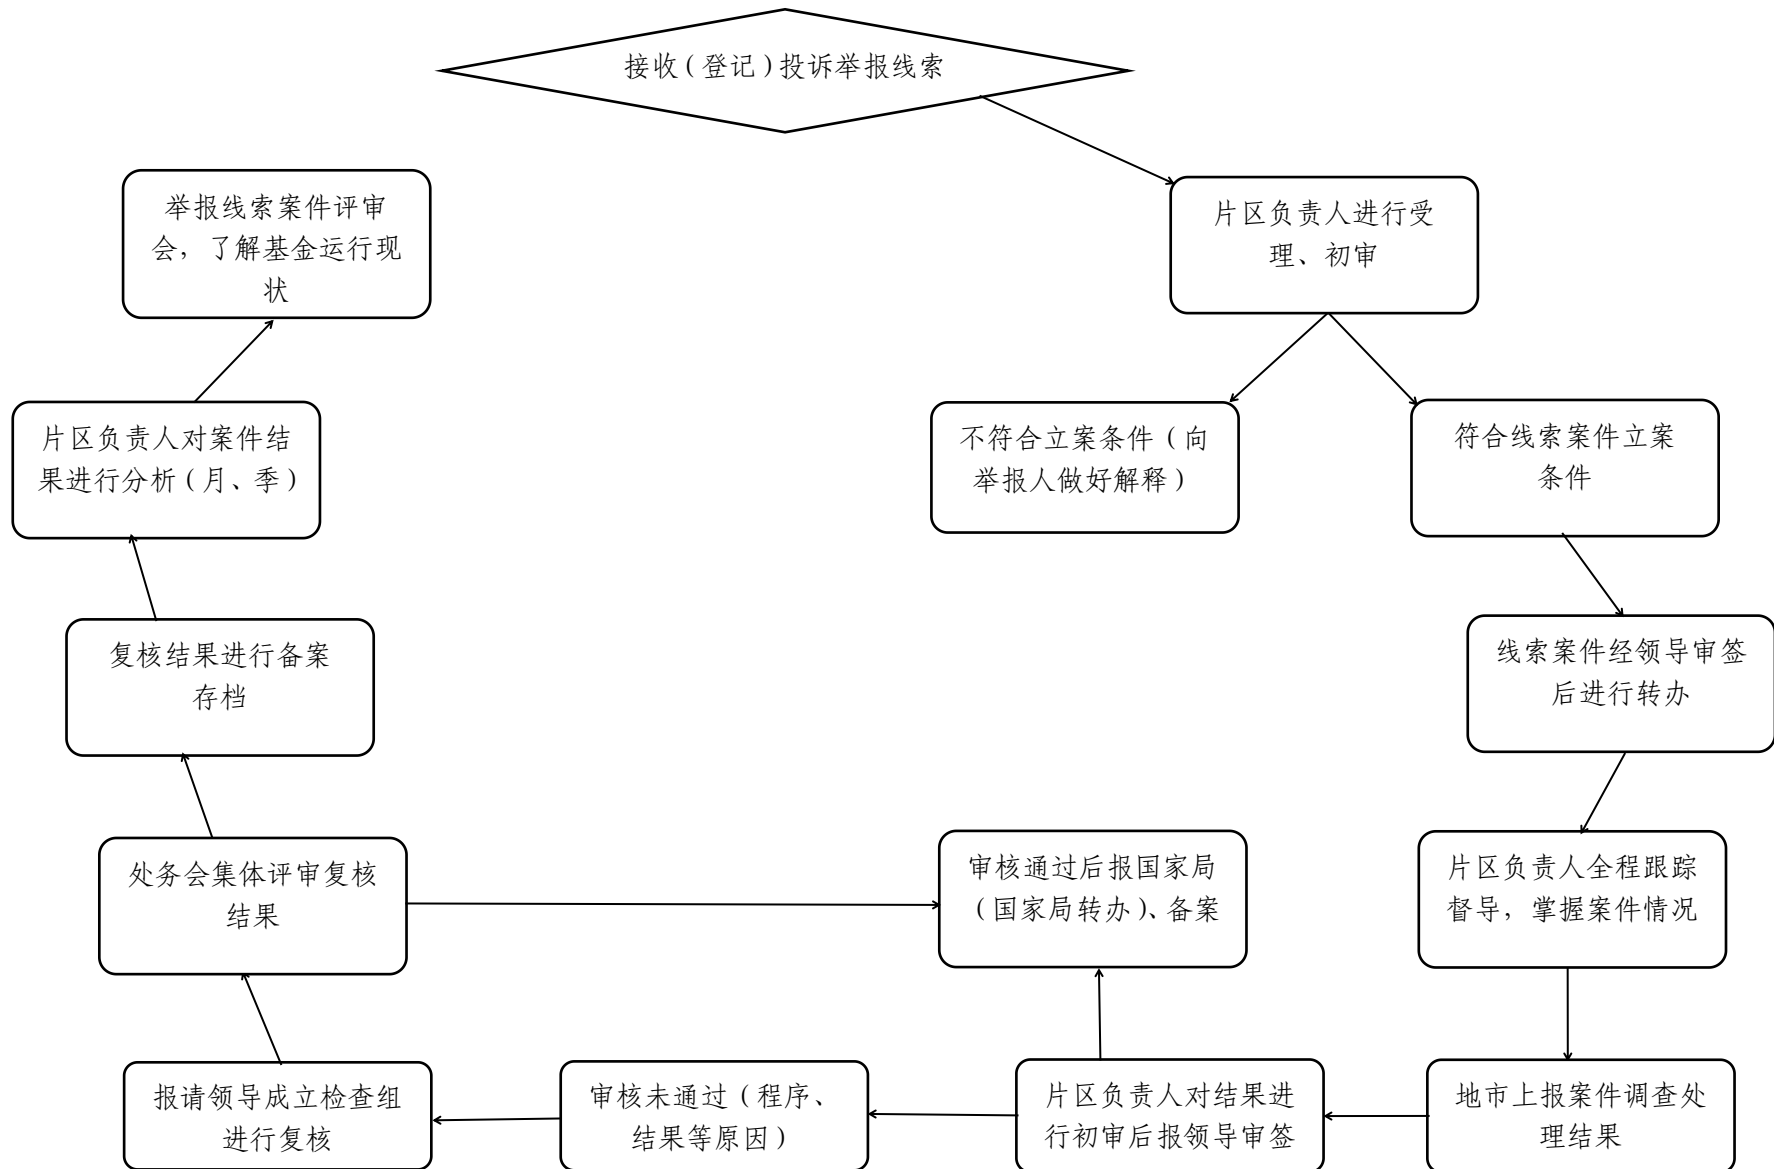 接收（登记）投诉举报线索
举报线索案件评审
会，了解基金运行现
状
片区负责人进行受
理、初审
片区负责人对案件结
果进行分析（月、季）
不符合立案条件（向
举报人做好解释）
符合线索案件立案
条件
复核结果进行备案
存档
线索案件经领导审签
后进行转办
处务会集体评审复核
结果
审核通过后报国家局
（国家局转办）、备案
片区负责人全程跟踪
督导，掌握案件情况
报请领导成立检查组
进行复核
审核未通过（程序、
结果等原因）
片区负责人对结果进
行初审后报领导审签
地市上报案件调查处
理结果